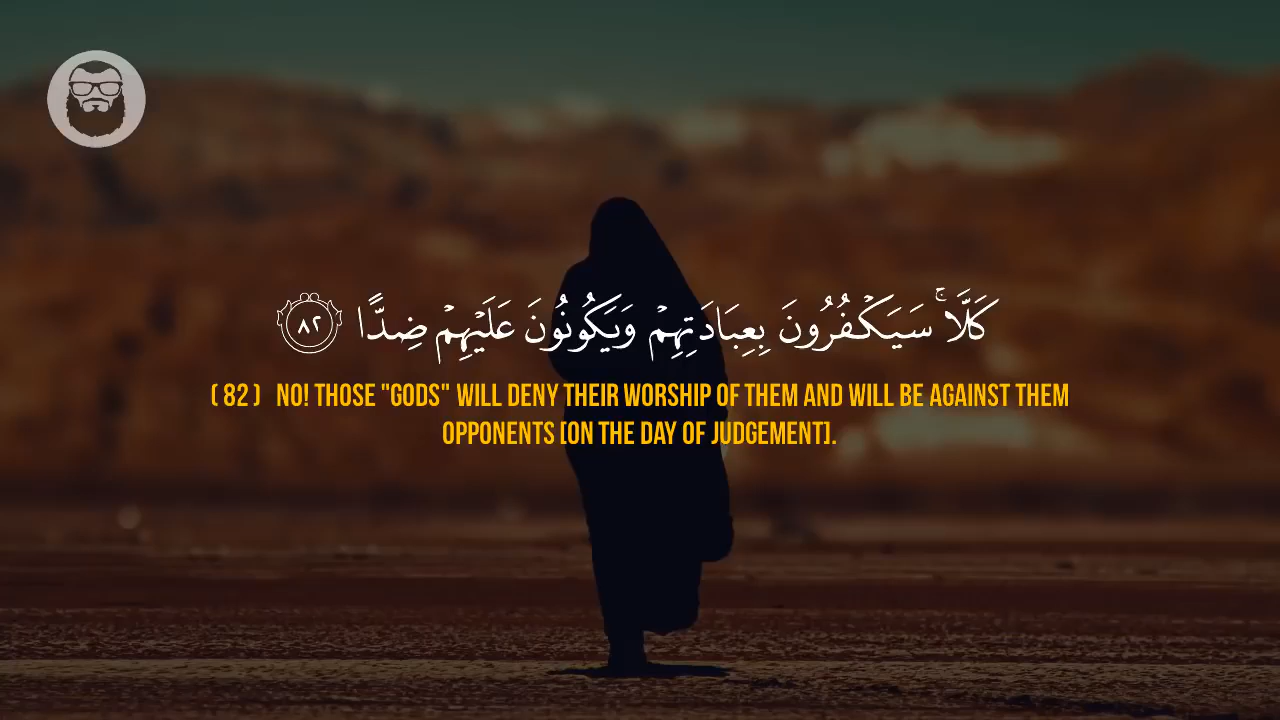 كَلَّا ۚ سَيَكْفُرُونَ بِعِبَادَتِهِمْ وَيَكُونُونَ عَلَيْهِمْ ضِدًّا ٨٢
( 82 ) NO! THOSE "GODS" WILL DENY THEIR WORSHIP OF THEM AND WILL BE AGAINST THEM
OPPONENTS [ON THE DAY OF JUDGEMENT].